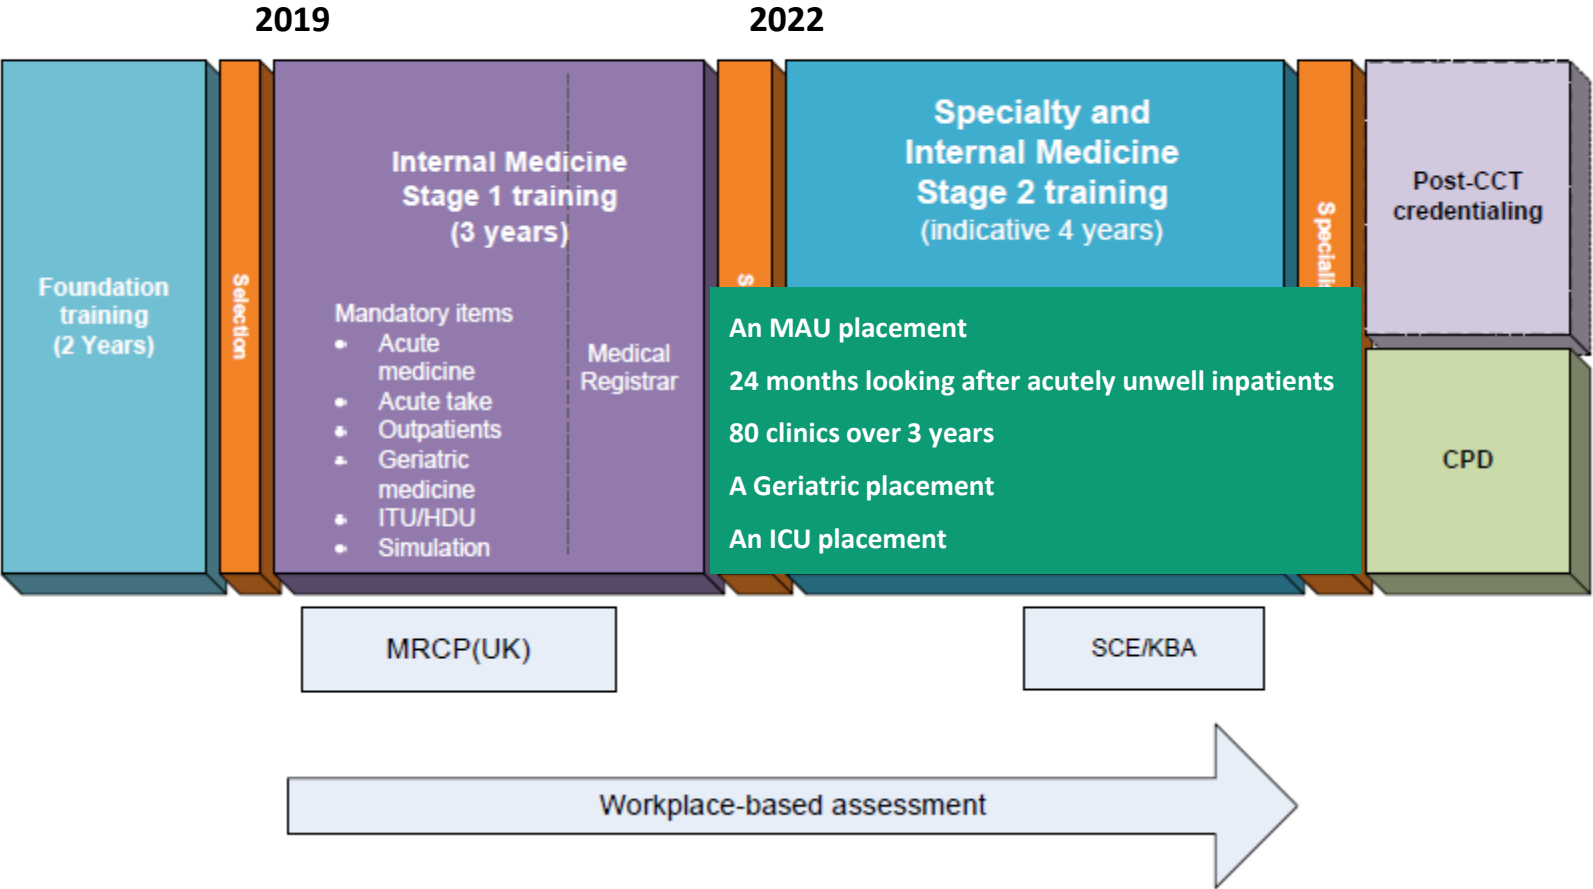 2019
2022
Foundation
training
(2 Years)
Selection
Internal Medicine
Stage 1 training
(3 years)
Mandatory items
• Acute
medicine
• Acute take
• Outpatients
• Geriatric
medicine
• ITU/HDU
• Simulation
Medical
Registrar
S
Specialty and
Internal Medicine
Stage 2 training
(indicative 4 years)
An MAU placement
24 months looking after acutely unwell inpatients
80 clinics over 3 years
A Geriatric placement
An ICU placement
Specialis
Post-CCT
credentialing
CPD
MRCP(UK)
SCE/KBA
Workplace-based assessment